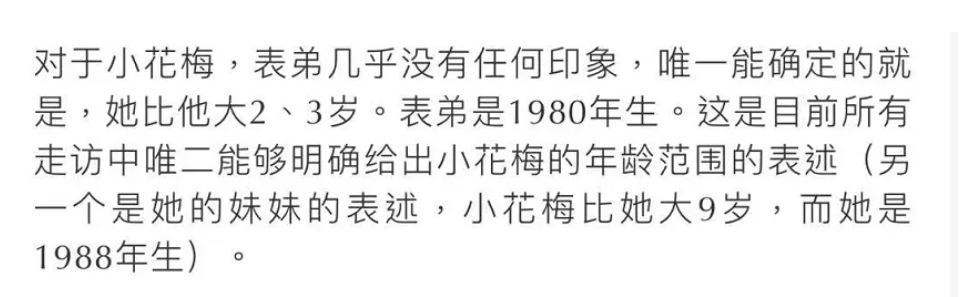 对于小花梅，表弟几乎没有任何印象，唯一能确定的就
是，她比他大2、3岁。表弟是1980年生。这是目前所有
走访中唯二能够明确给出小花梅的年龄范围的表述（另
一个是她的妹妹的表述，小花梅比她大9岁，而她是
1988年生）。